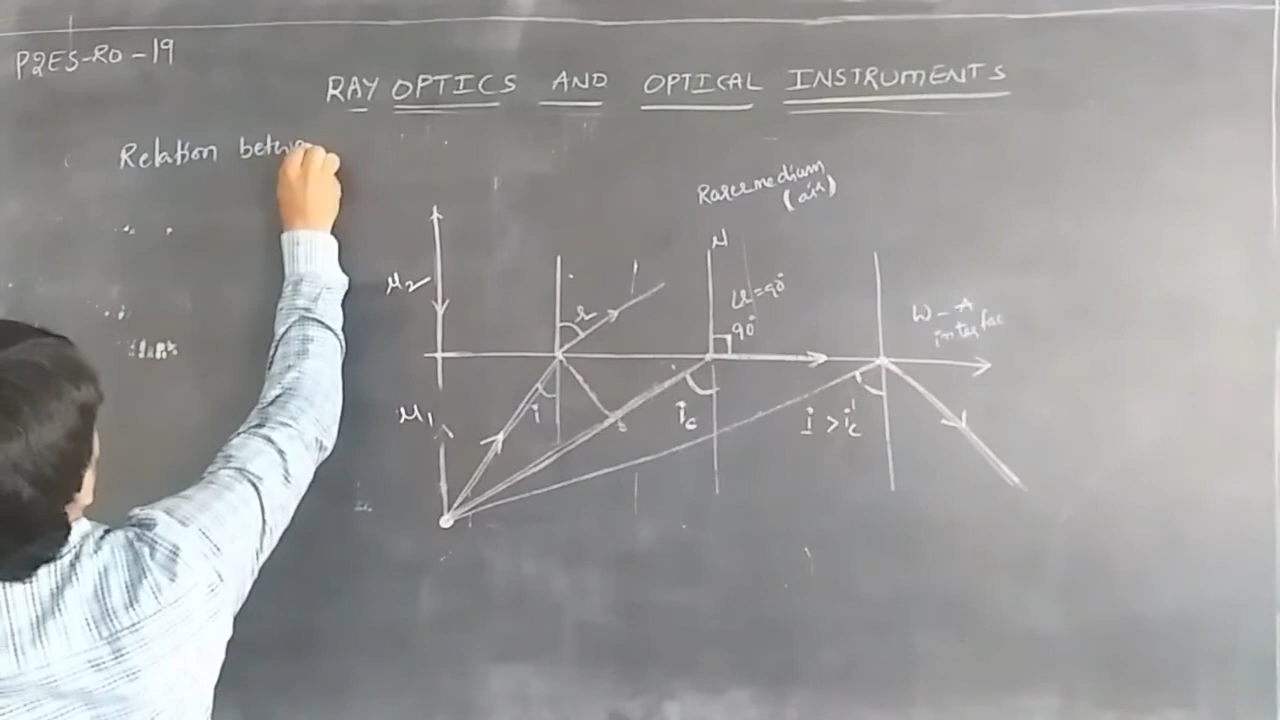 P2ES-RO-19
RAY OPTICS AND OPTICAL INSTRUMENTS
Relation betw
Rarer medium
(air)
N
μ2
r
∠r=90°
90°
W-A
interfac
μ1
i
ic
i > ic